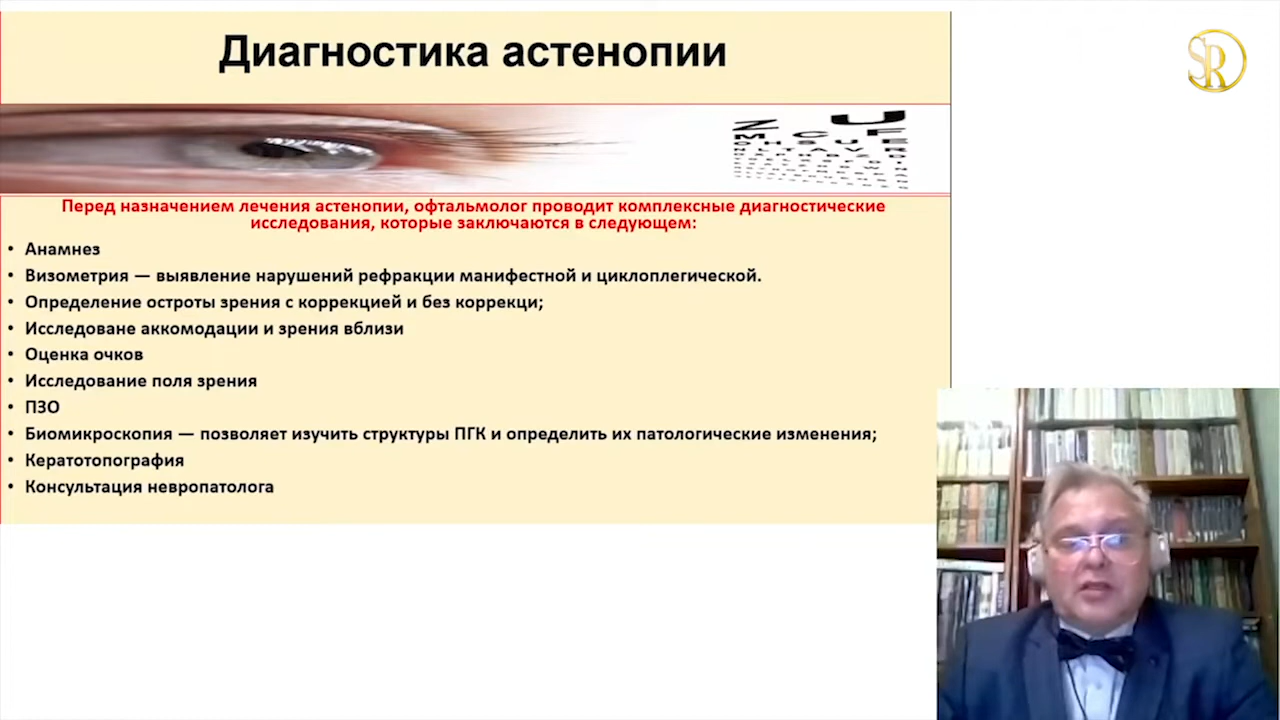 Диагностика астенопии
SR
Z U
M C F
Перед назначением лечения астенопии, офтальмолог проводит комплексные диагностические
исследования, которые заключаются в следующем:
• Анамнез
• Визометрия — выявление нарушений рефракции манифестной и циклоплегической.
• Определение остроты зрения с коррекцией и без коррекци;
• Исследоване аккомодации и зрения вблизи
• Оценка очков
• Исследование поля зрения
• ПЗО
• Биомикроскопия — позволяет изучить структуры ПГК и определить их патологические изменения;
• Кератотопография
• Консультация невропатолога